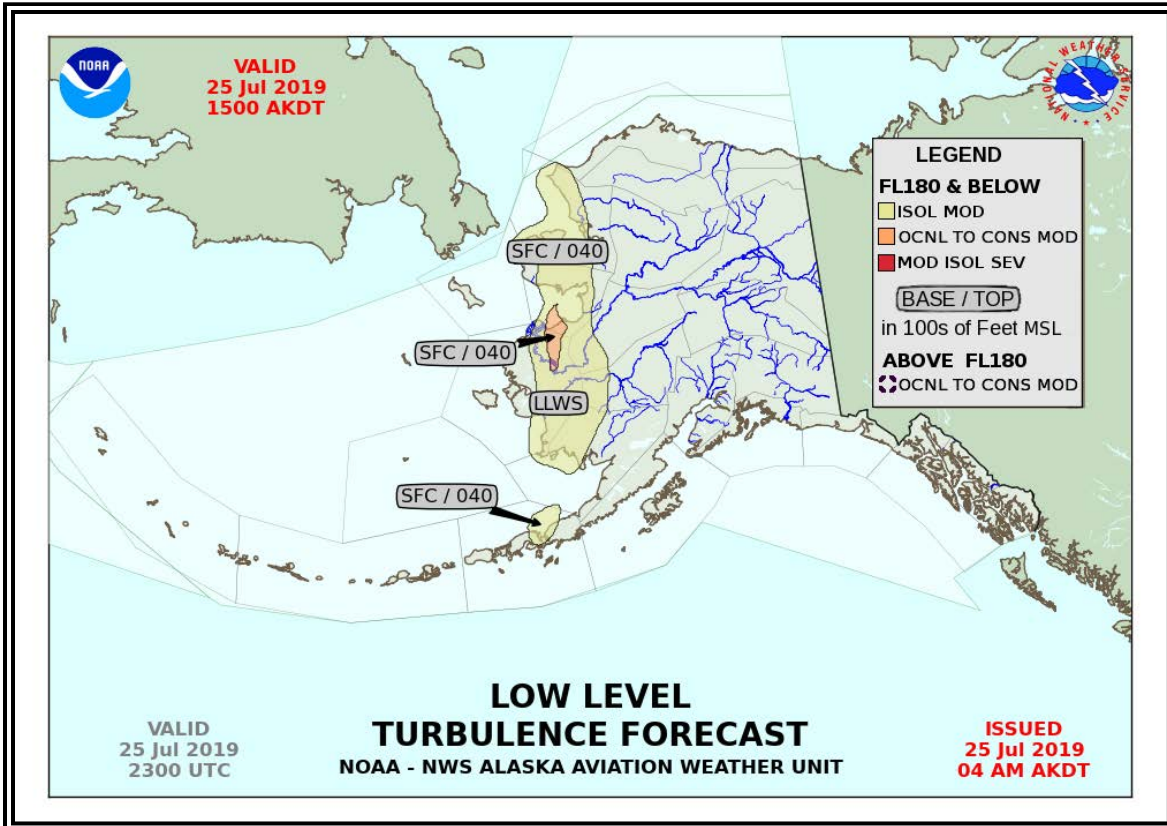 NOAA
VALID
25 Jul 2019
1500 AKDT
NATIONAL WEATHER SERVICE
LEGEND
FL180 & BELOW
ISOL MOD
OCNL TO CONS MOD
MOD ISOL SEV
BASE / TOP
in 100s of Feet MSL
ABOVE FL180
OCNL TO CONS MOD
SFC / 040
SFC / 040
LLWS
SFC / 040
LOW LEVEL
TURBULENCE FORECAST
NOAA - NWS ALASKA AVIATION WEATHER UNIT
VALID
25 Jul 2019
2300 UTC
ISSUED
25 Jul 2019
04 AM AKDT